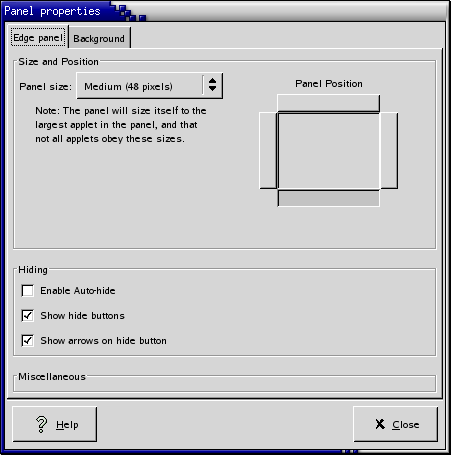 Panel properties
Edge panel
Background
Size and Position
Panel size: Medium (48 pixels)
Note: The panel will size itself to the
largest applet in the panel, and that
not all applets obey these sizes.
Panel Position
Hiding
Enable Auto-hide
Show hide buttons
Show arrows on hide button
Miscellaneous
Help
Close